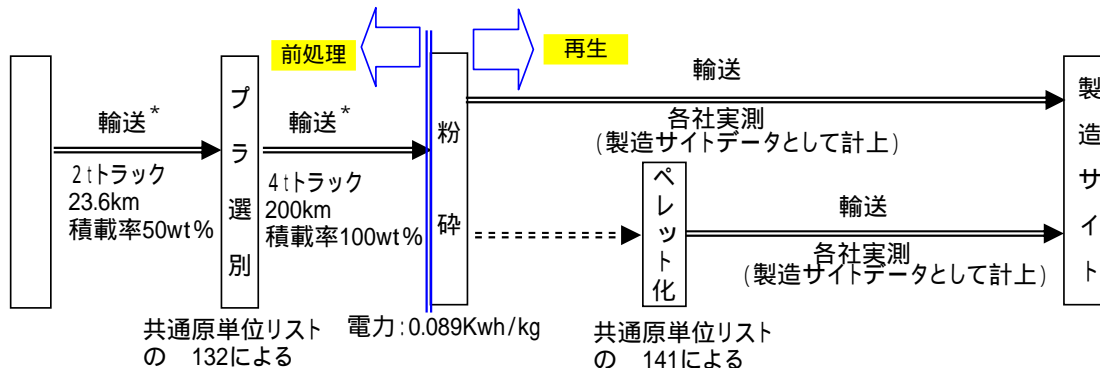 前処理
再生
輸送*
2tトラック
23.6km
積載率50wt%
プラ選別
輸送*
4tトラック
200km
積載率100wt%
粉砕
輸送
各社実測
(製造サイトデータとして計上)
ペレット化
輸送
各社実測
(製造サイトデータとして計上)
製造サイト
共通原単位リスト
の 132による
電力:0.089Kwh/kg
共通原単位リスト
の 141による